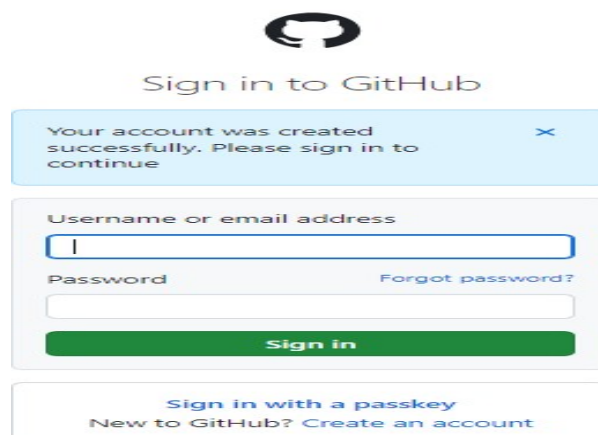 Sign in to GitHub
Your account was created
successfully. Please sign in to
continue
Username or email address
Password Forgot password?
Sign in
Sign in with a passkey
New to GitHub? Create an account